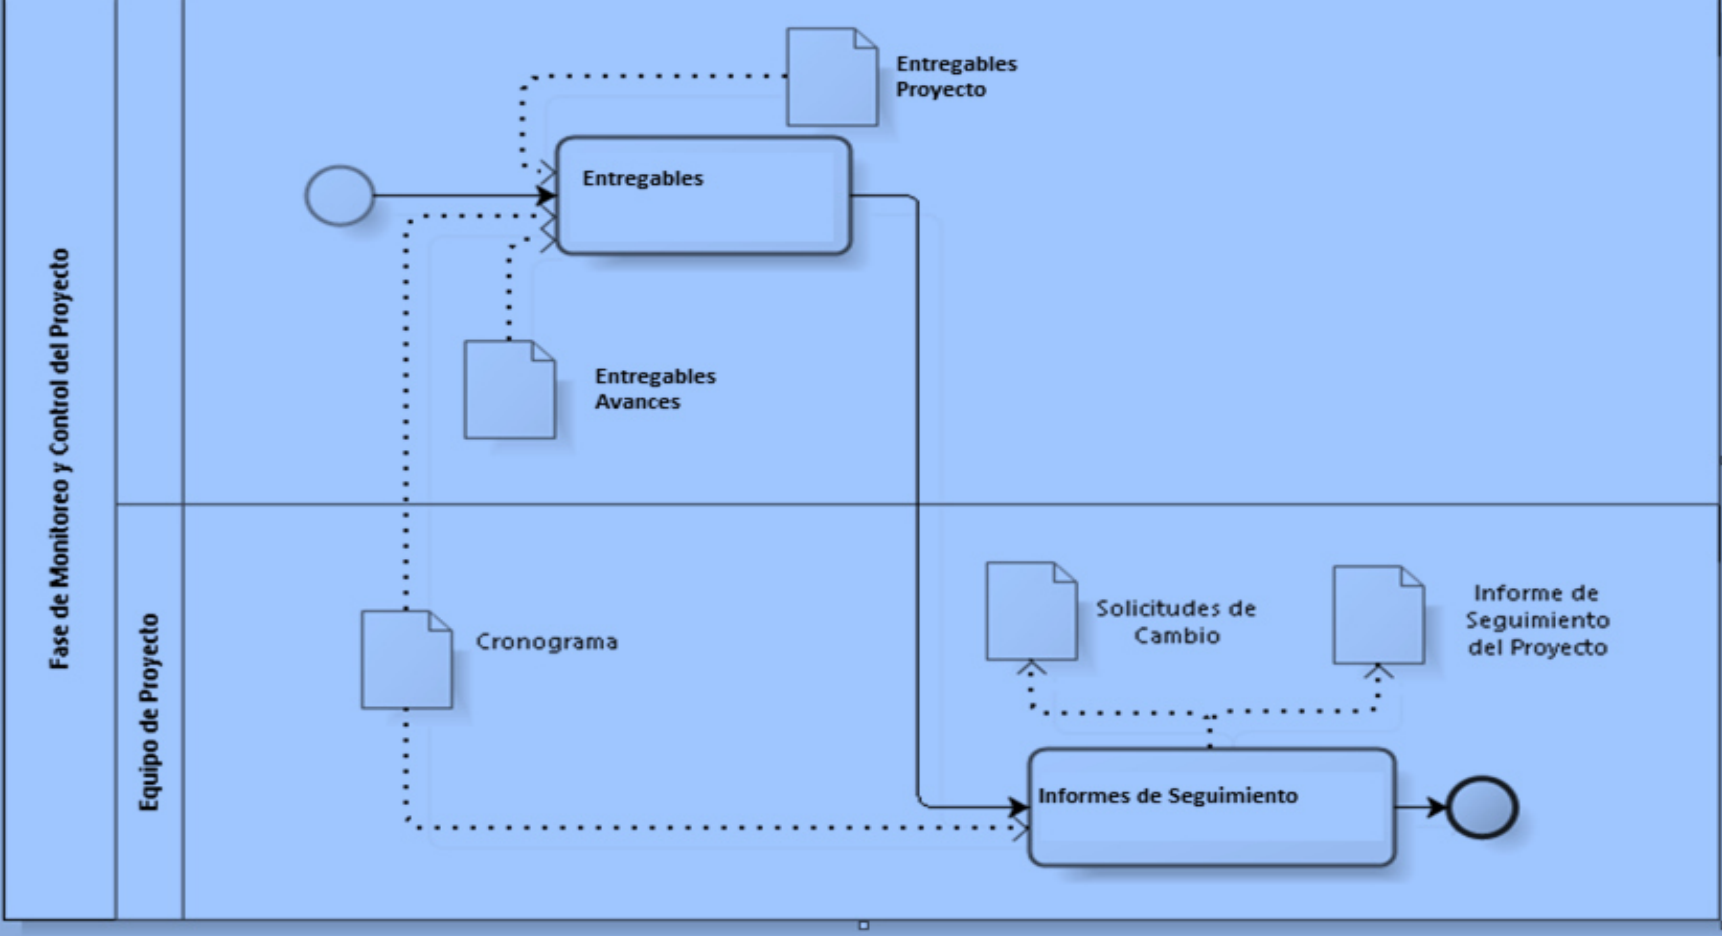 Fase de Monitoreo y Control del Proyecto
Entregables
Proyecto
Entregables
Entregables
Avances
Equipo de Proyecto
Cronograma
Solicitudes de
Cambio
Informe de
Seguimiento
del Proyecto
Informes de Seguimiento